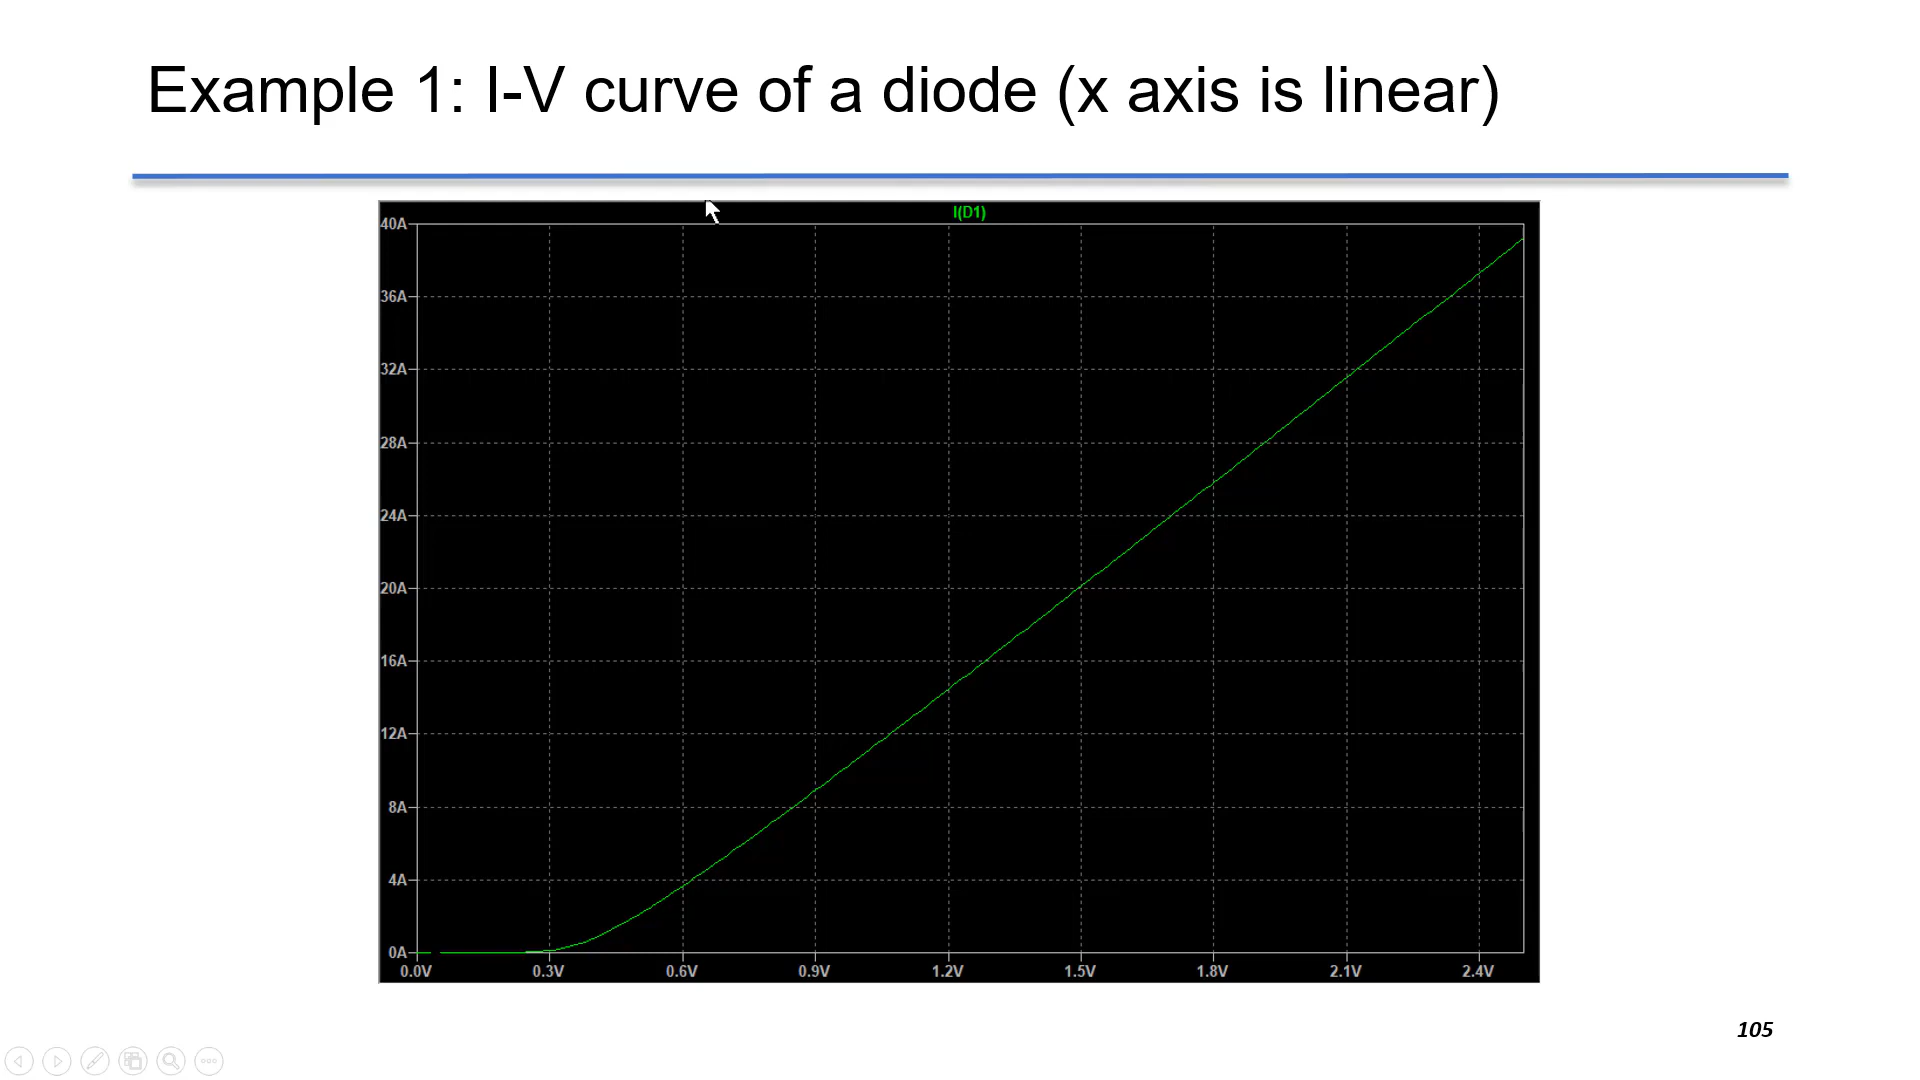 Example 1: I-V curve of a diode (x axis is linear)
I(D1)
40A
36A
32A
28A
24A
20A
16A
12A
8A
4A
0A
0.0V 0.3V 0.6V 0.9V 1.2V 1.5V 1.8V 2.1V 2.4V
105